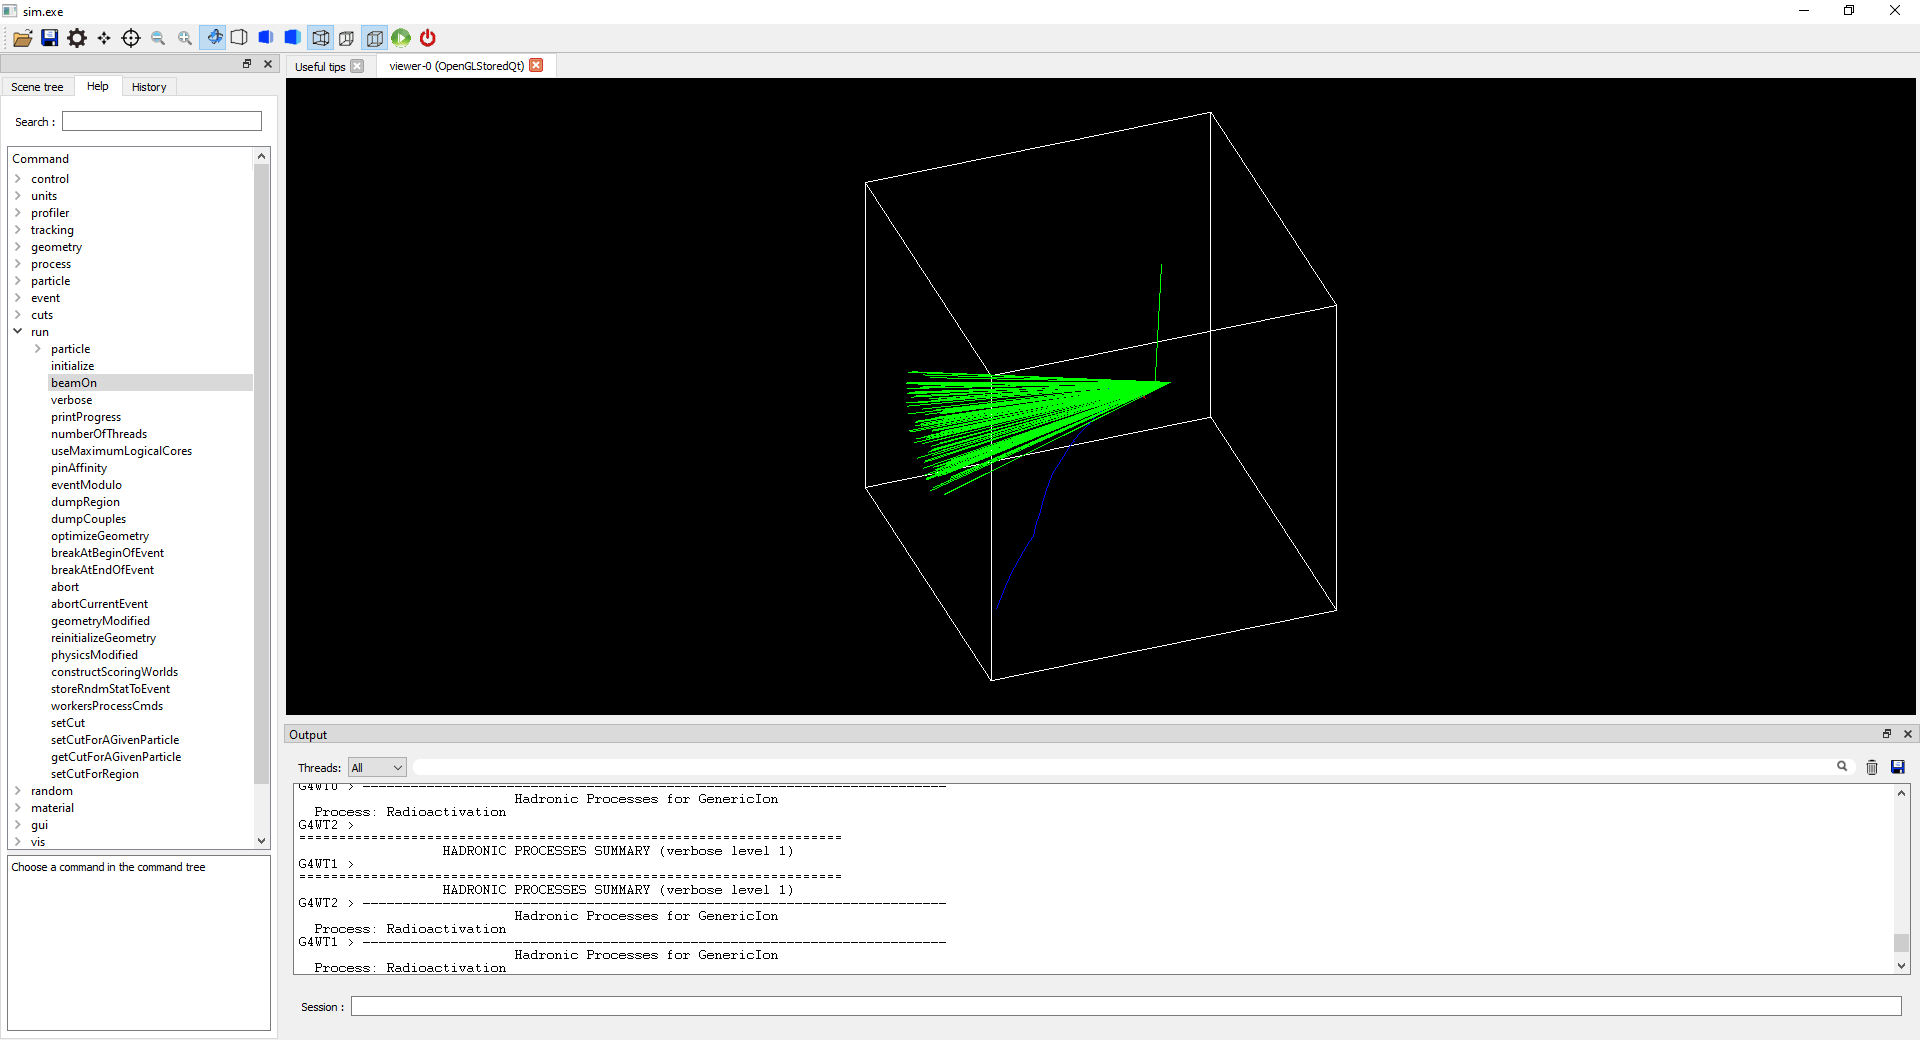 sim.exe
Useful tips
viewer-0 (OpenGLStoredQt)
Scene tree
Help
History
Search :
Command
control
units
profiler
tracking
geometry
process
particle
event
cuts
run
particle
initialize
beamOn
verbose
printProgress
numberOfThreads
useMaximumLogicalCores
pinAffinity
eventModulo
dumpRegion
dumpCouples
optimizeGeometry
breakAtBeginOfEvent
breakAtEndOfEvent
abort
abortCurrentEvent
geometryModified
reinitializeGeometry
physicsModified
constructScoringWorlds
storeRndmStatToEvent
workersProcessCmds
setCut
setCutForAGivenParticle
getCutForAGivenParticle
setCutForRegion
random
material
gui
vis
Choose a command in the command tree
Output
Threads: All
G4WT0 > -------------------------------------------------------------------------
Hadronic Processes for GenericIon
Process: Radioactivation
G4WT2 >
====================================================================
HADRONIC PROCESSES SUMMARY (verbose level 1)
G4WT1 >
====================================================================
HADRONIC PROCESSES SUMMARY (verbose level 1)
G4WT2 > -------------------------------------------------------------------------
Hadronic Processes for GenericIon
Process: Radioactivation
G4WT1 > -------------------------------------------------------------------------
Hadronic Processes for GenericIon
Process: Radioactivation
Session :